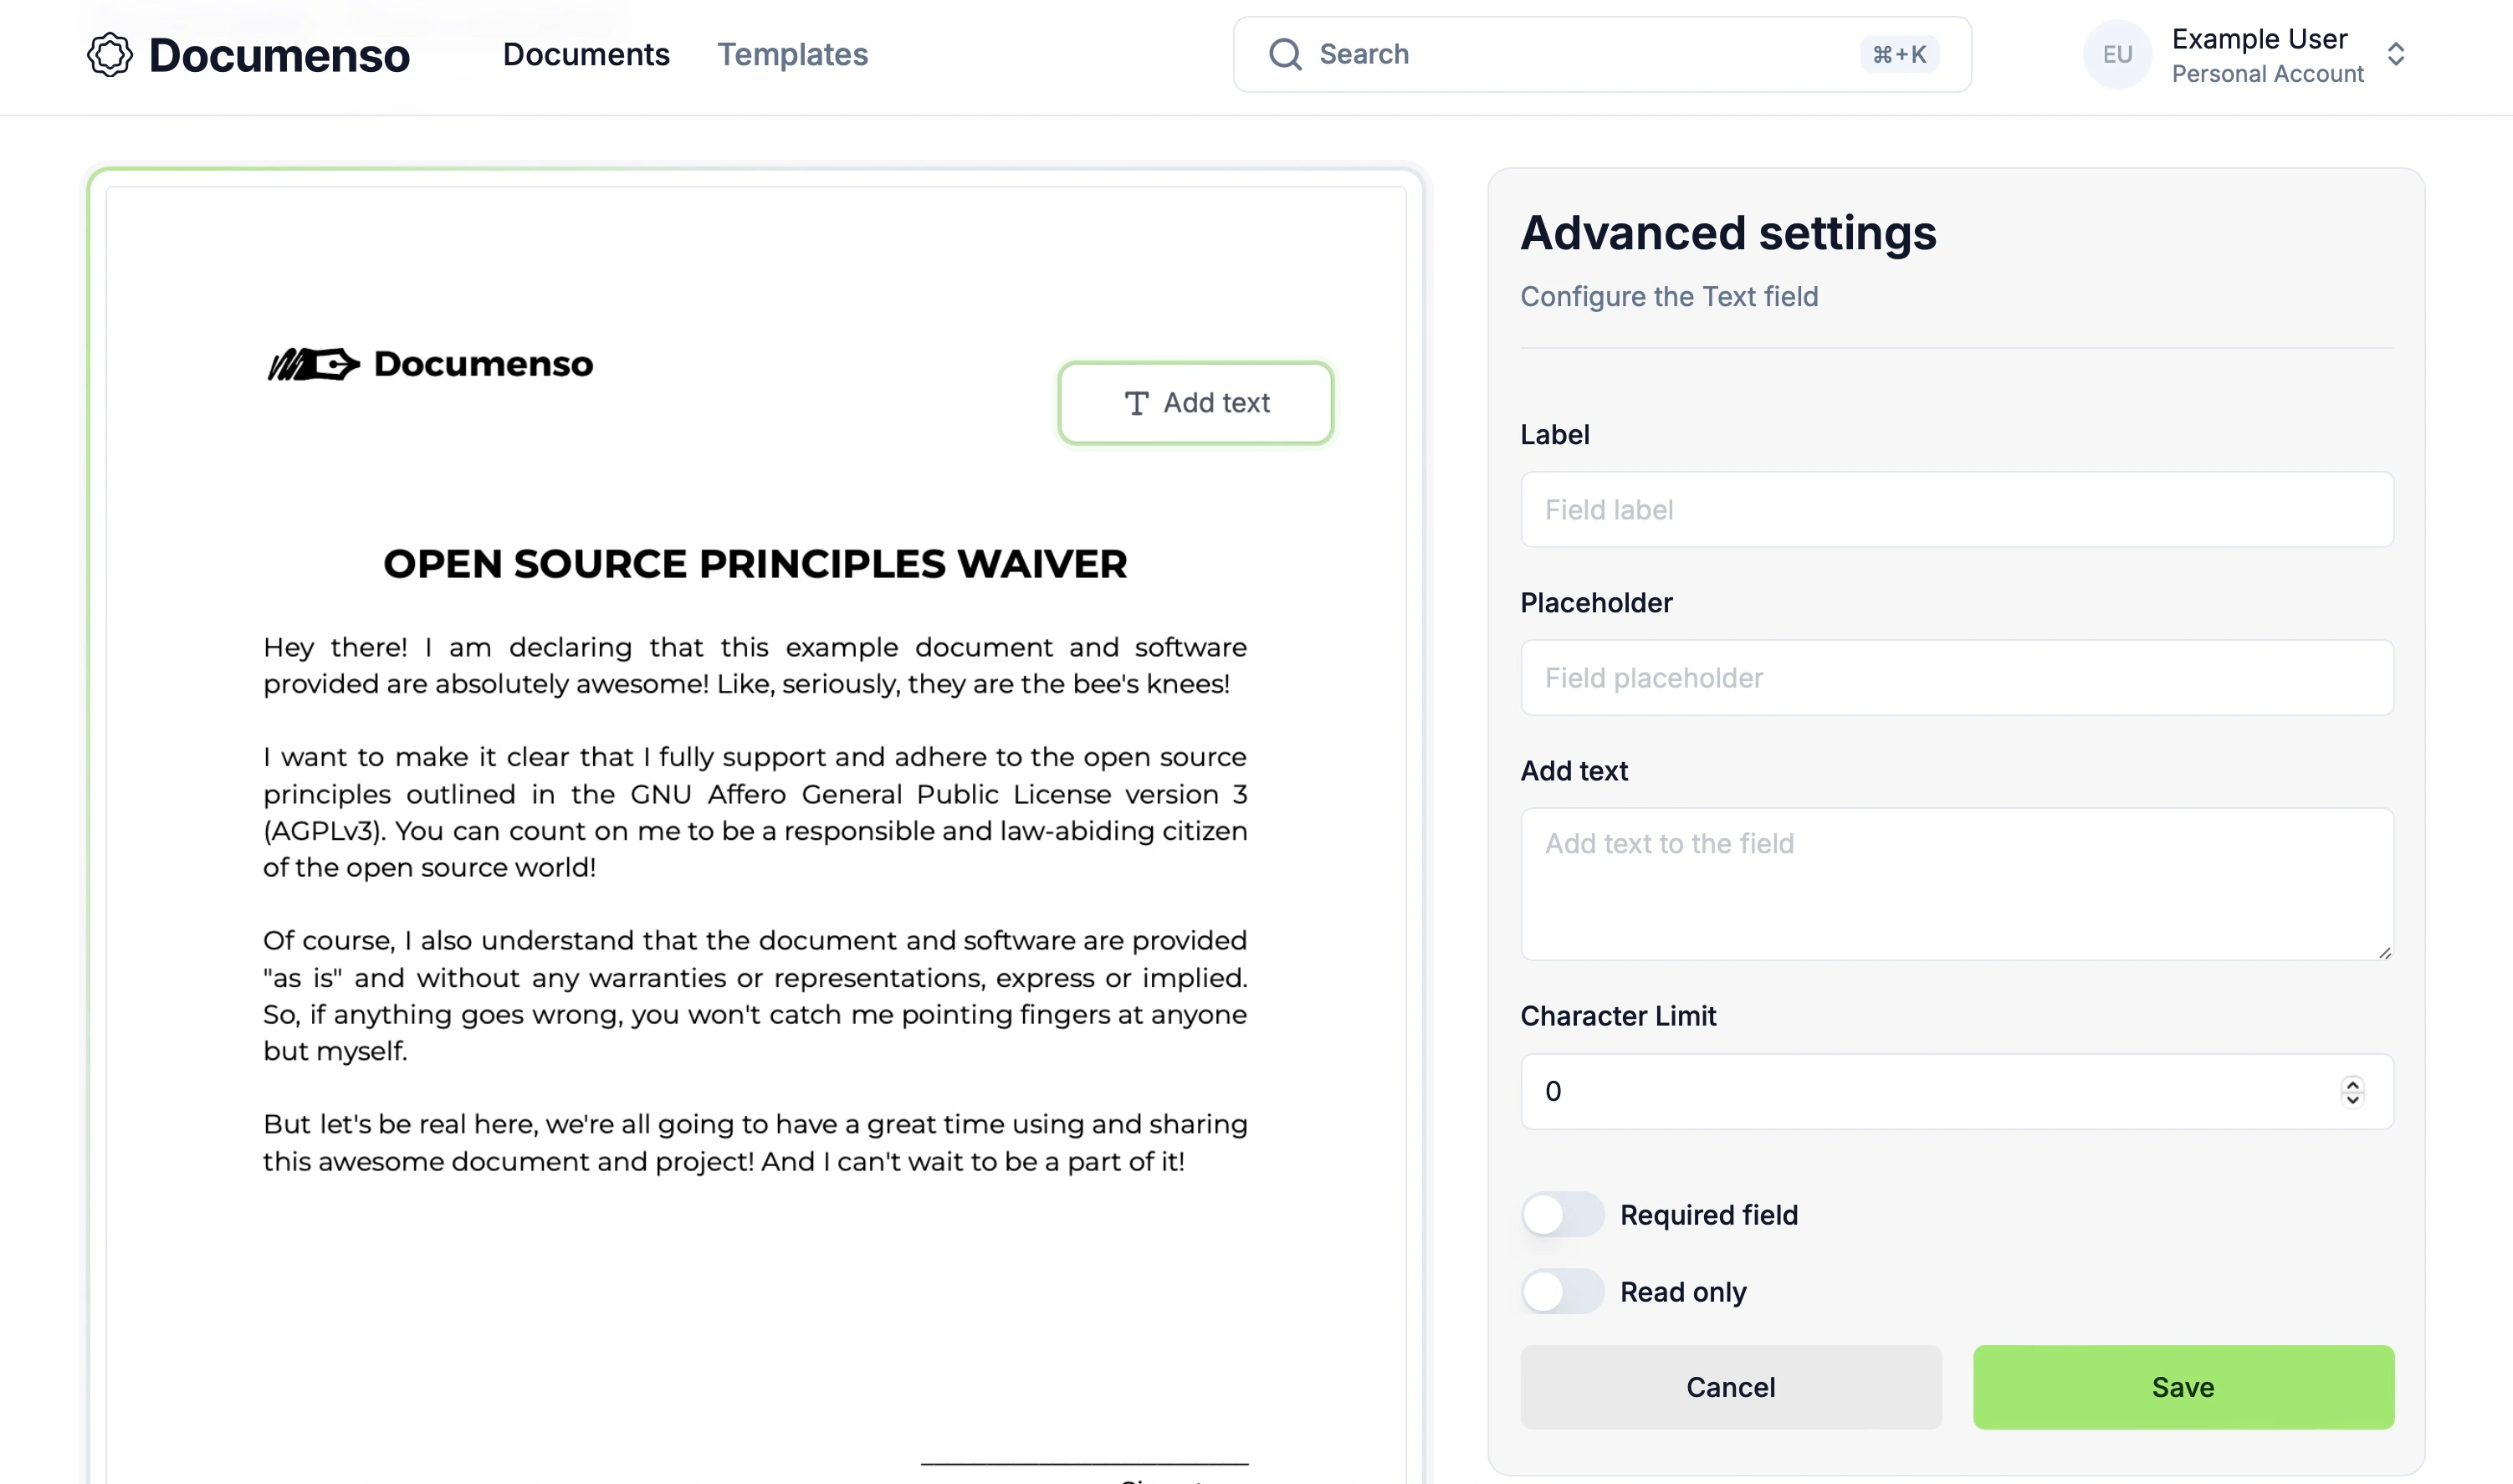 Documenso
Documents
Templates
Search
⌘+K
EU
Example User
Personal Account
Documenso
Add text
OPEN SOURCE PRINCIPLES WAIVER
Hey there! I am declaring that this example document and software
provided are absolutely awesome! Like, seriously, they are the bee's knees!
I want to make it clear that I fully support and adhere to the open source
principles outlined in the GNU Affero General Public License version 3
(AGPLv3). You can count on me to be a responsible and law-abiding citizen
of the open source world!
Of course, I also understand that the document and software are provided
"as is" and without any warranties or representations, express or implied.
So, if anything goes wrong, you won't catch me pointing fingers at anyone
but myself.
But let's be real here, we're all going to have a great time using and sharing
this awesome document and project! And I can't wait to be a part of it!
Advanced settings
Configure the Text field
Label
Field label
Placeholder
Field placeholder
Add text
Add text to the field
Character Limit
0
Required field
Read only
Cancel
Save